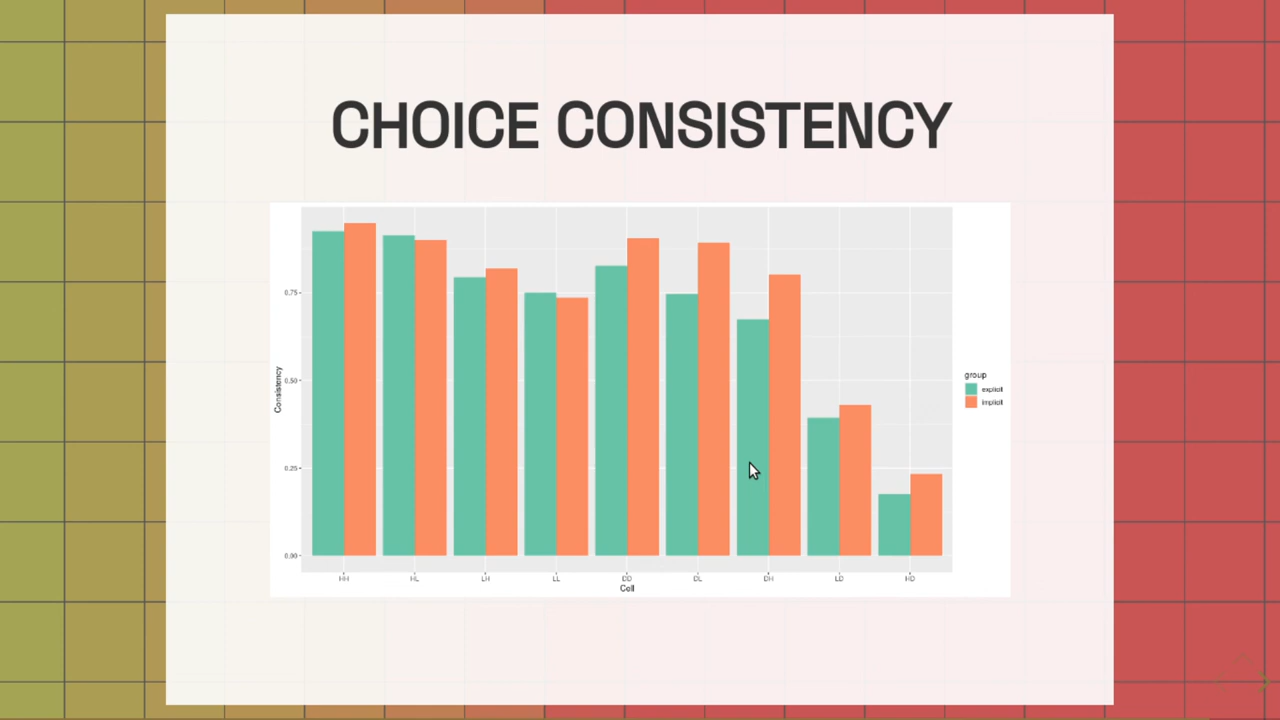 CHOICE CONSISTENCY
0.75
0.50
0.25
0.00
Consistency
HH HL LH LL DD DL DH LD HD
Cell
group
explicit
implicit